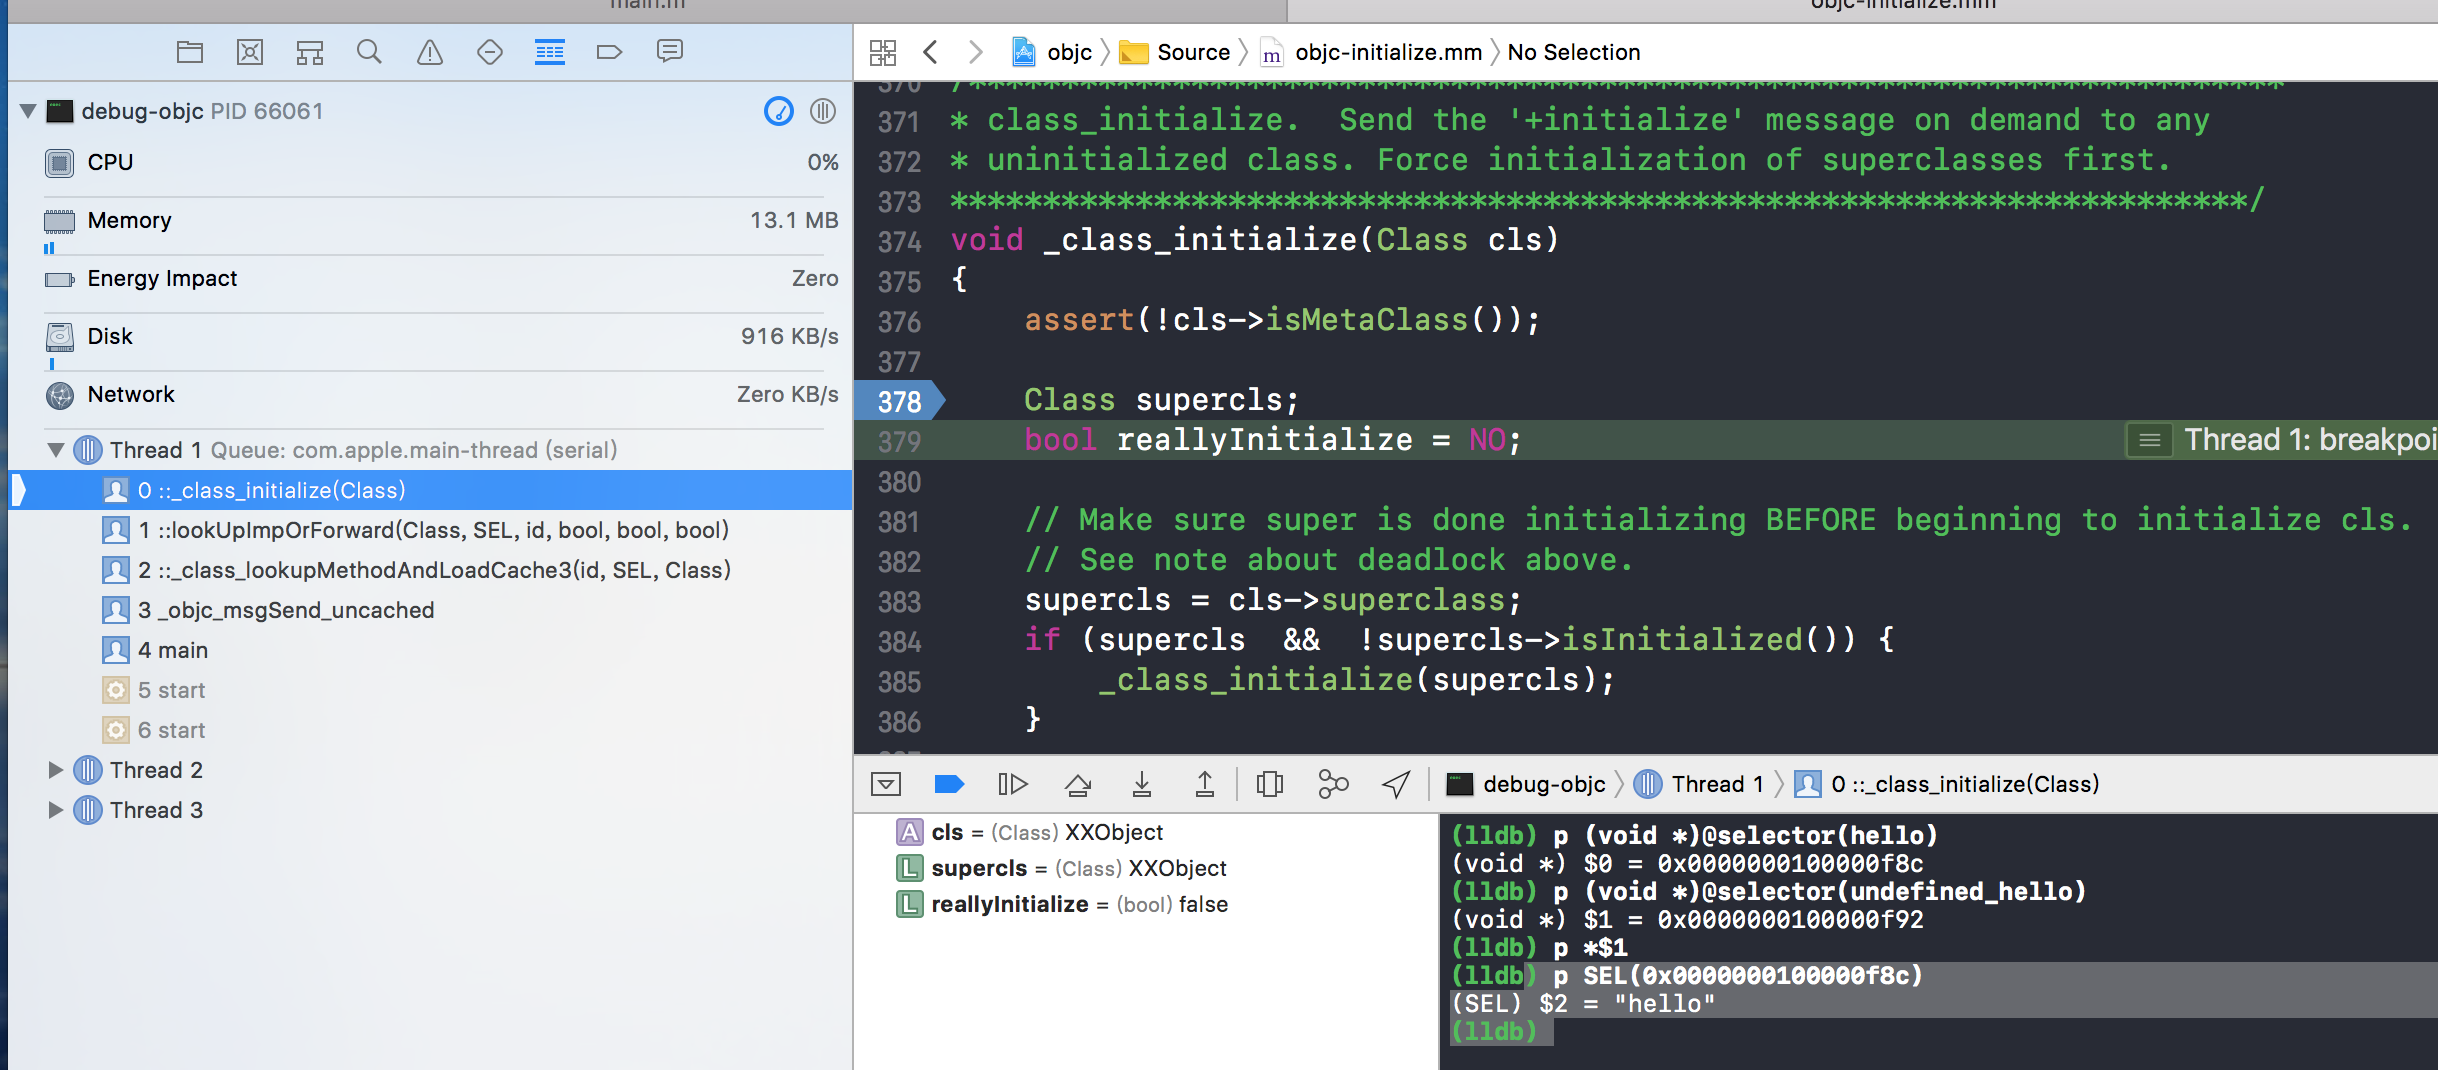 main.m
objc-initialize.mm
debug-objc PID 66061
CPU 0%
Memory 13.1 MB
Energy Impact Zero
Disk 916 KB/s
Network Zero KB/s
Thread 1 Queue: com.apple.main-thread (serial)
0 ::_class_initialize(Class)
1 ::lookUpImpOrForward(Class, SEL, id, bool, bool, bool)
2 ::_class_lookupMethodAndLoadCache3(id, SEL, Class)
3 _objc_msgSend_uncached
4 main
5 start
6 start
Thread 2
Thread 3
objc Source m objc-initialize.mm No Selection
370 /***********************************************************************
371 * class_initialize.  Send the '+initialize' message on demand to any
372 * uninitialized class. Force initialization of superclasses first.
373 **********************************************************************/
374 void _class_initialize(Class cls)
375 {
376     assert(!cls->isMetaClass());
377
378     Class supercls;
379     bool reallyInitialize = NO; Thread 1: breakpoi
380
381     // Make sure super is done initializing BEFORE beginning to initialize cls.
382     // See note about deadlock above.
383     supercls = cls->superclass;
384     if (supercls  &&  !supercls->isInitialized()) {
385         _class_initialize(supercls);
386     }
debug-objc Thread 1 0 ::_class_initialize(Class)
A cls = (Class) XXObject
L supercls = (Class) XXObject
L reallyInitialize = (bool) false
(lldb) p (void *)@selector(hello)
(void *) $0 = 0x0000000100000f8c
(lldb) p (void *)@selector(undefined_hello)
(void *) $1 = 0x0000000100000f92
(lldb) p *$1
(lldb) p SEL(0x0000000100000f8c)
(SEL) $2 = "hello"
(lldb)